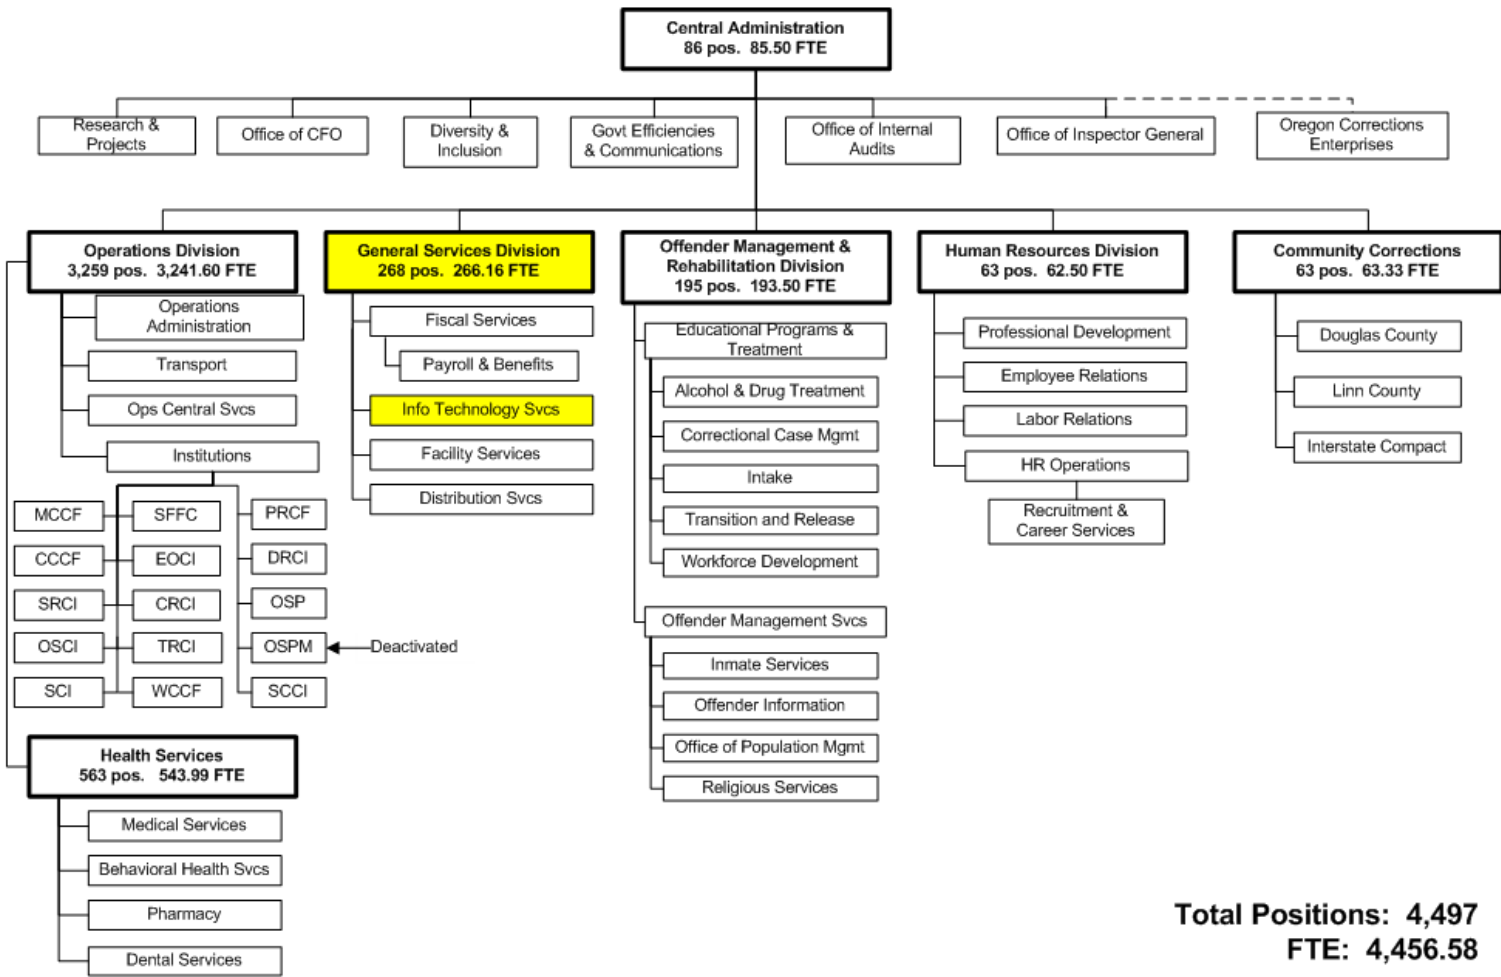 Central Administration
86 pos. 85.50 FTE
Research &
Projects
Office of CFO
Diversity &
Inclusion
Govt Efficiencies
& Communications
Office of Internal
Audits
Office of Inspector General
Oregon Corrections
Enterprises
Operations Division
3,259 pos. 3,241.60 FTE
Operations
Administration
Transport
Ops Central Svcs
Institutions
MCCF
SFFC
PRCF
CCCF
EOCI
DRCI
SRCI
CRCI
OSP
OSCI
TRCI
OSPM
Deactivated
SCI
WCCF
SCCI
Health Services
563 pos. 543.99 FTE
Medical Services
Behavioral Health Svcs
Pharmacy
Dental Services
General Services Division
268 pos. 266.16 FTE
Fiscal Services
Payroll & Benefits
Info Technology Svcs
Facility Services
Distribution Svcs
Offender Management &
Rehabilitation Division
195 pos. 193.50 FTE
Educational Programs &
Treatment
Alcohol & Drug Treatment
Correctional Case Mgmt
Intake
Transition and Release
Workforce Development
Offender Management Svcs
Inmate Services
Offender Information
Office of Population Mgmt
Religious Services
Human Resources Division
63 pos. 62.50 FTE
Professional Development
Employee Relations
Labor Relations
HR Operations
Recruitment &
Career Services
Community Corrections
63 pos. 63.33 FTE
Douglas County
Linn County
Interstate Compact
Total Positions: 4,497
FTE: 4,456.58